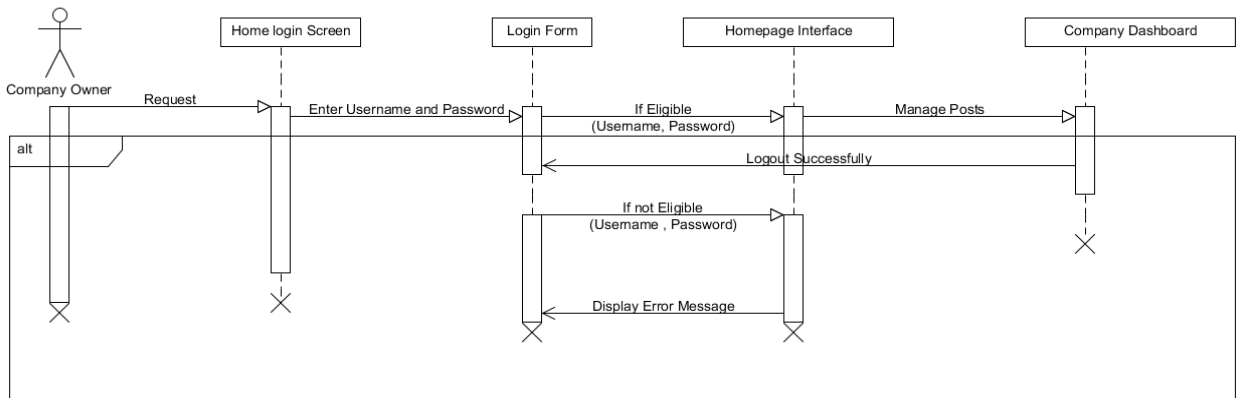 Home login Screen
Login Form
Homepage Interface
Company Dashboard
Company Owner
Request
Enter Username and Password
If Eligible
(Username, Password)
Manage Posts
alt
Logout Successfully
If not Eligible
(Username , Password)
Display Error Message